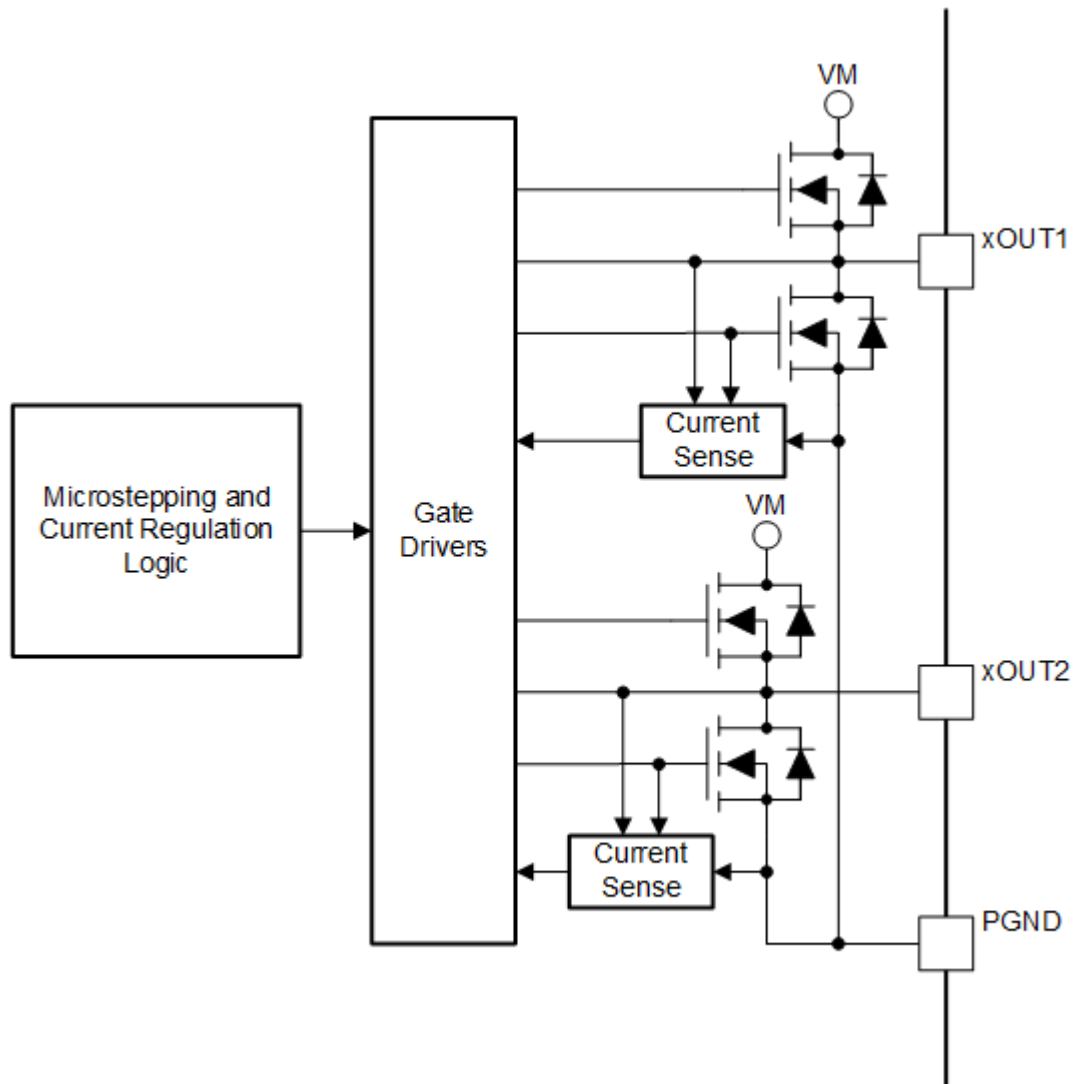 VM
xOUT1
Current
Sense
Microstepping and
Current Regulation
Logic
Gate
Drivers
VM
xOUT2
Current
Sense
PGND